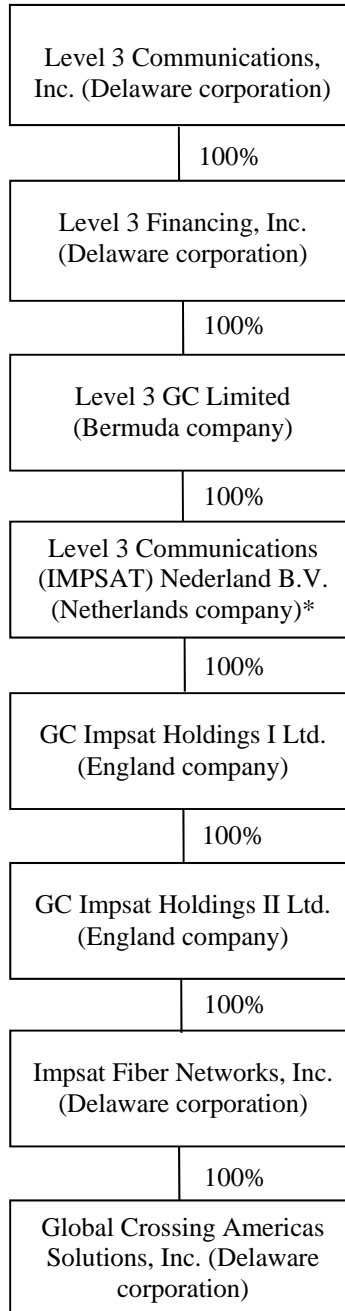 Level 3 Communications,
Inc. (Delaware corporation)
100%
Level 3 Financing, Inc.
(Delaware corporation)
100%
Level 3 GC Limited
(Bermuda company)
100%
Level 3 Communications
(IMPSAT) Nederland B.V.
(Netherlands company)*
100%
GC Impsat Holdings I Ltd.
(England company)
100%
GC Impsat Holdings II Ltd.
(England company)
100%
Impsat Fiber Networks, Inc.
(Delaware corporation)
100%
Global Crossing Americas
Solutions, Inc. (Delaware
corporation)